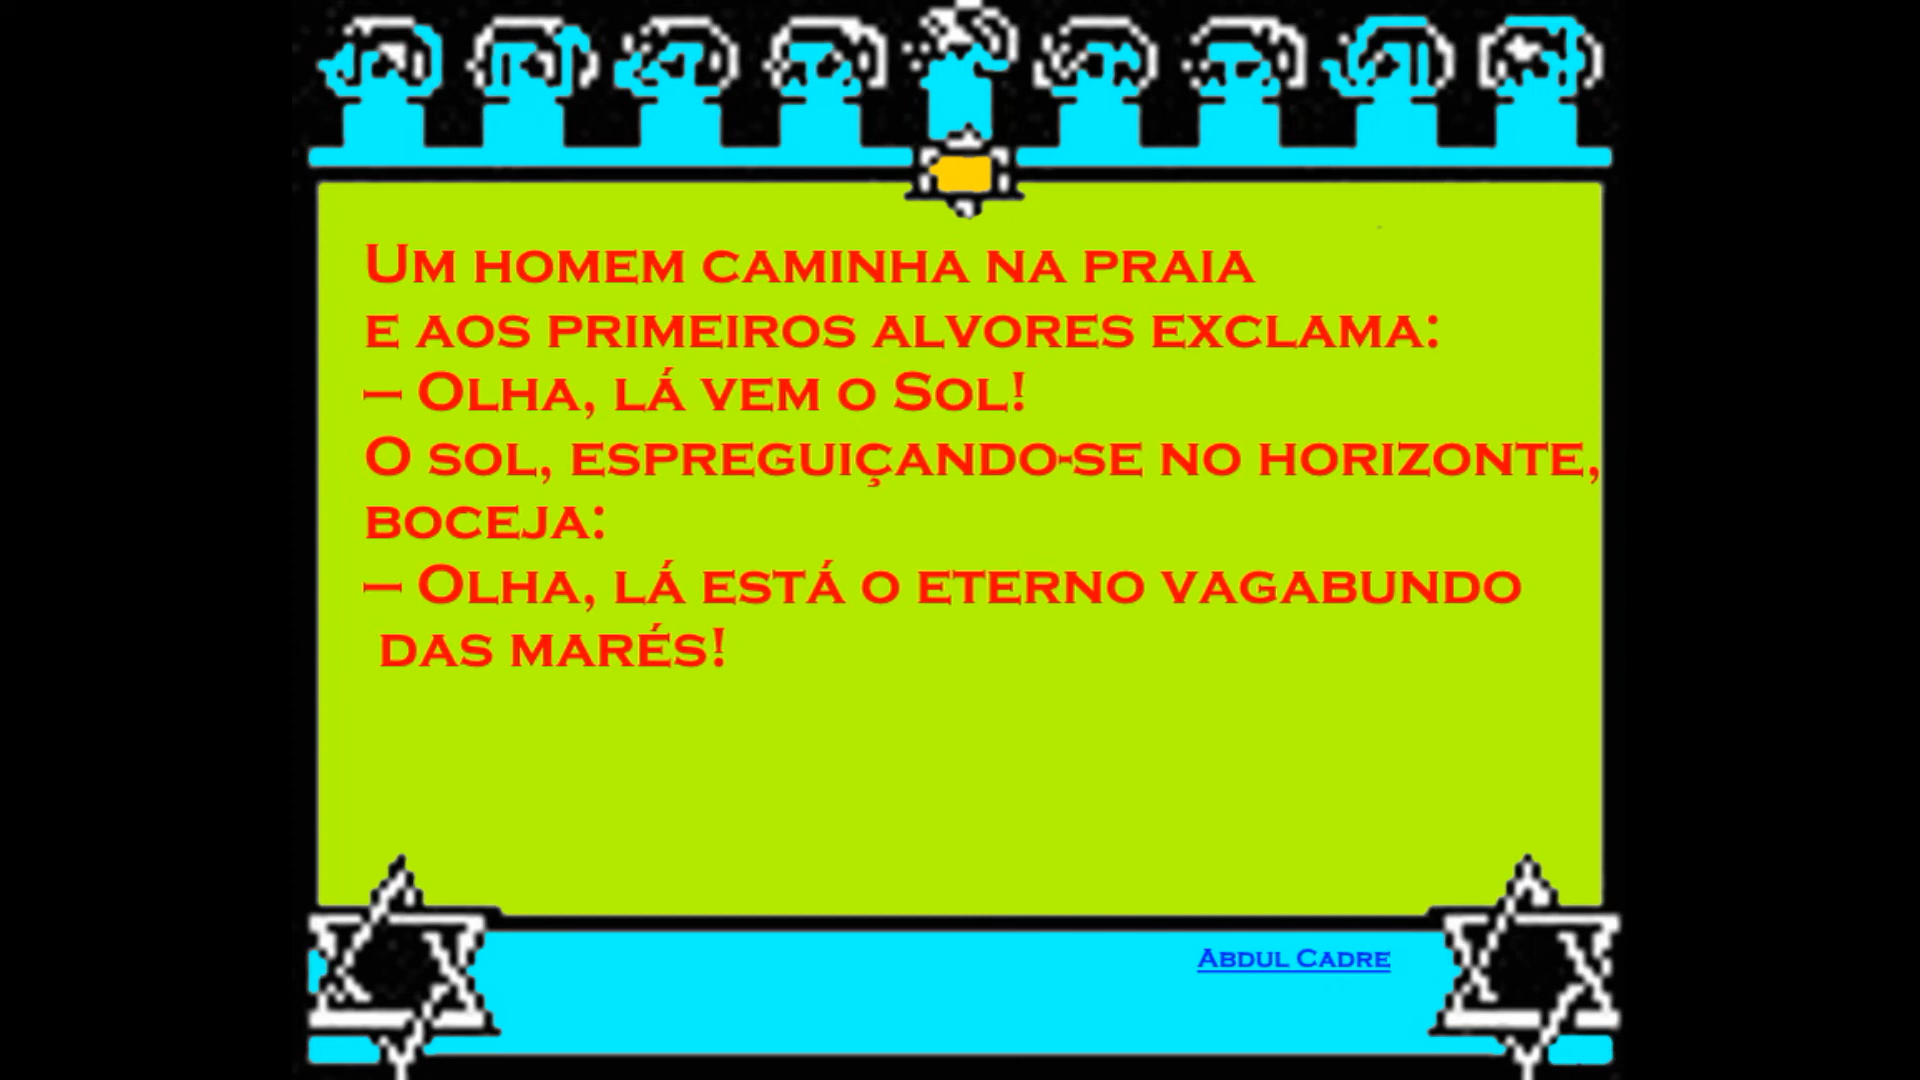 Um homem caminha na praia
e aos primeiros alvores exclama:
– Olha, lá vem o Sol!
O sol, espreguiçando-se no horizonte,
boceja:
– Olha, lá está o eterno vagabundo
das marés!
Abdul Cadre